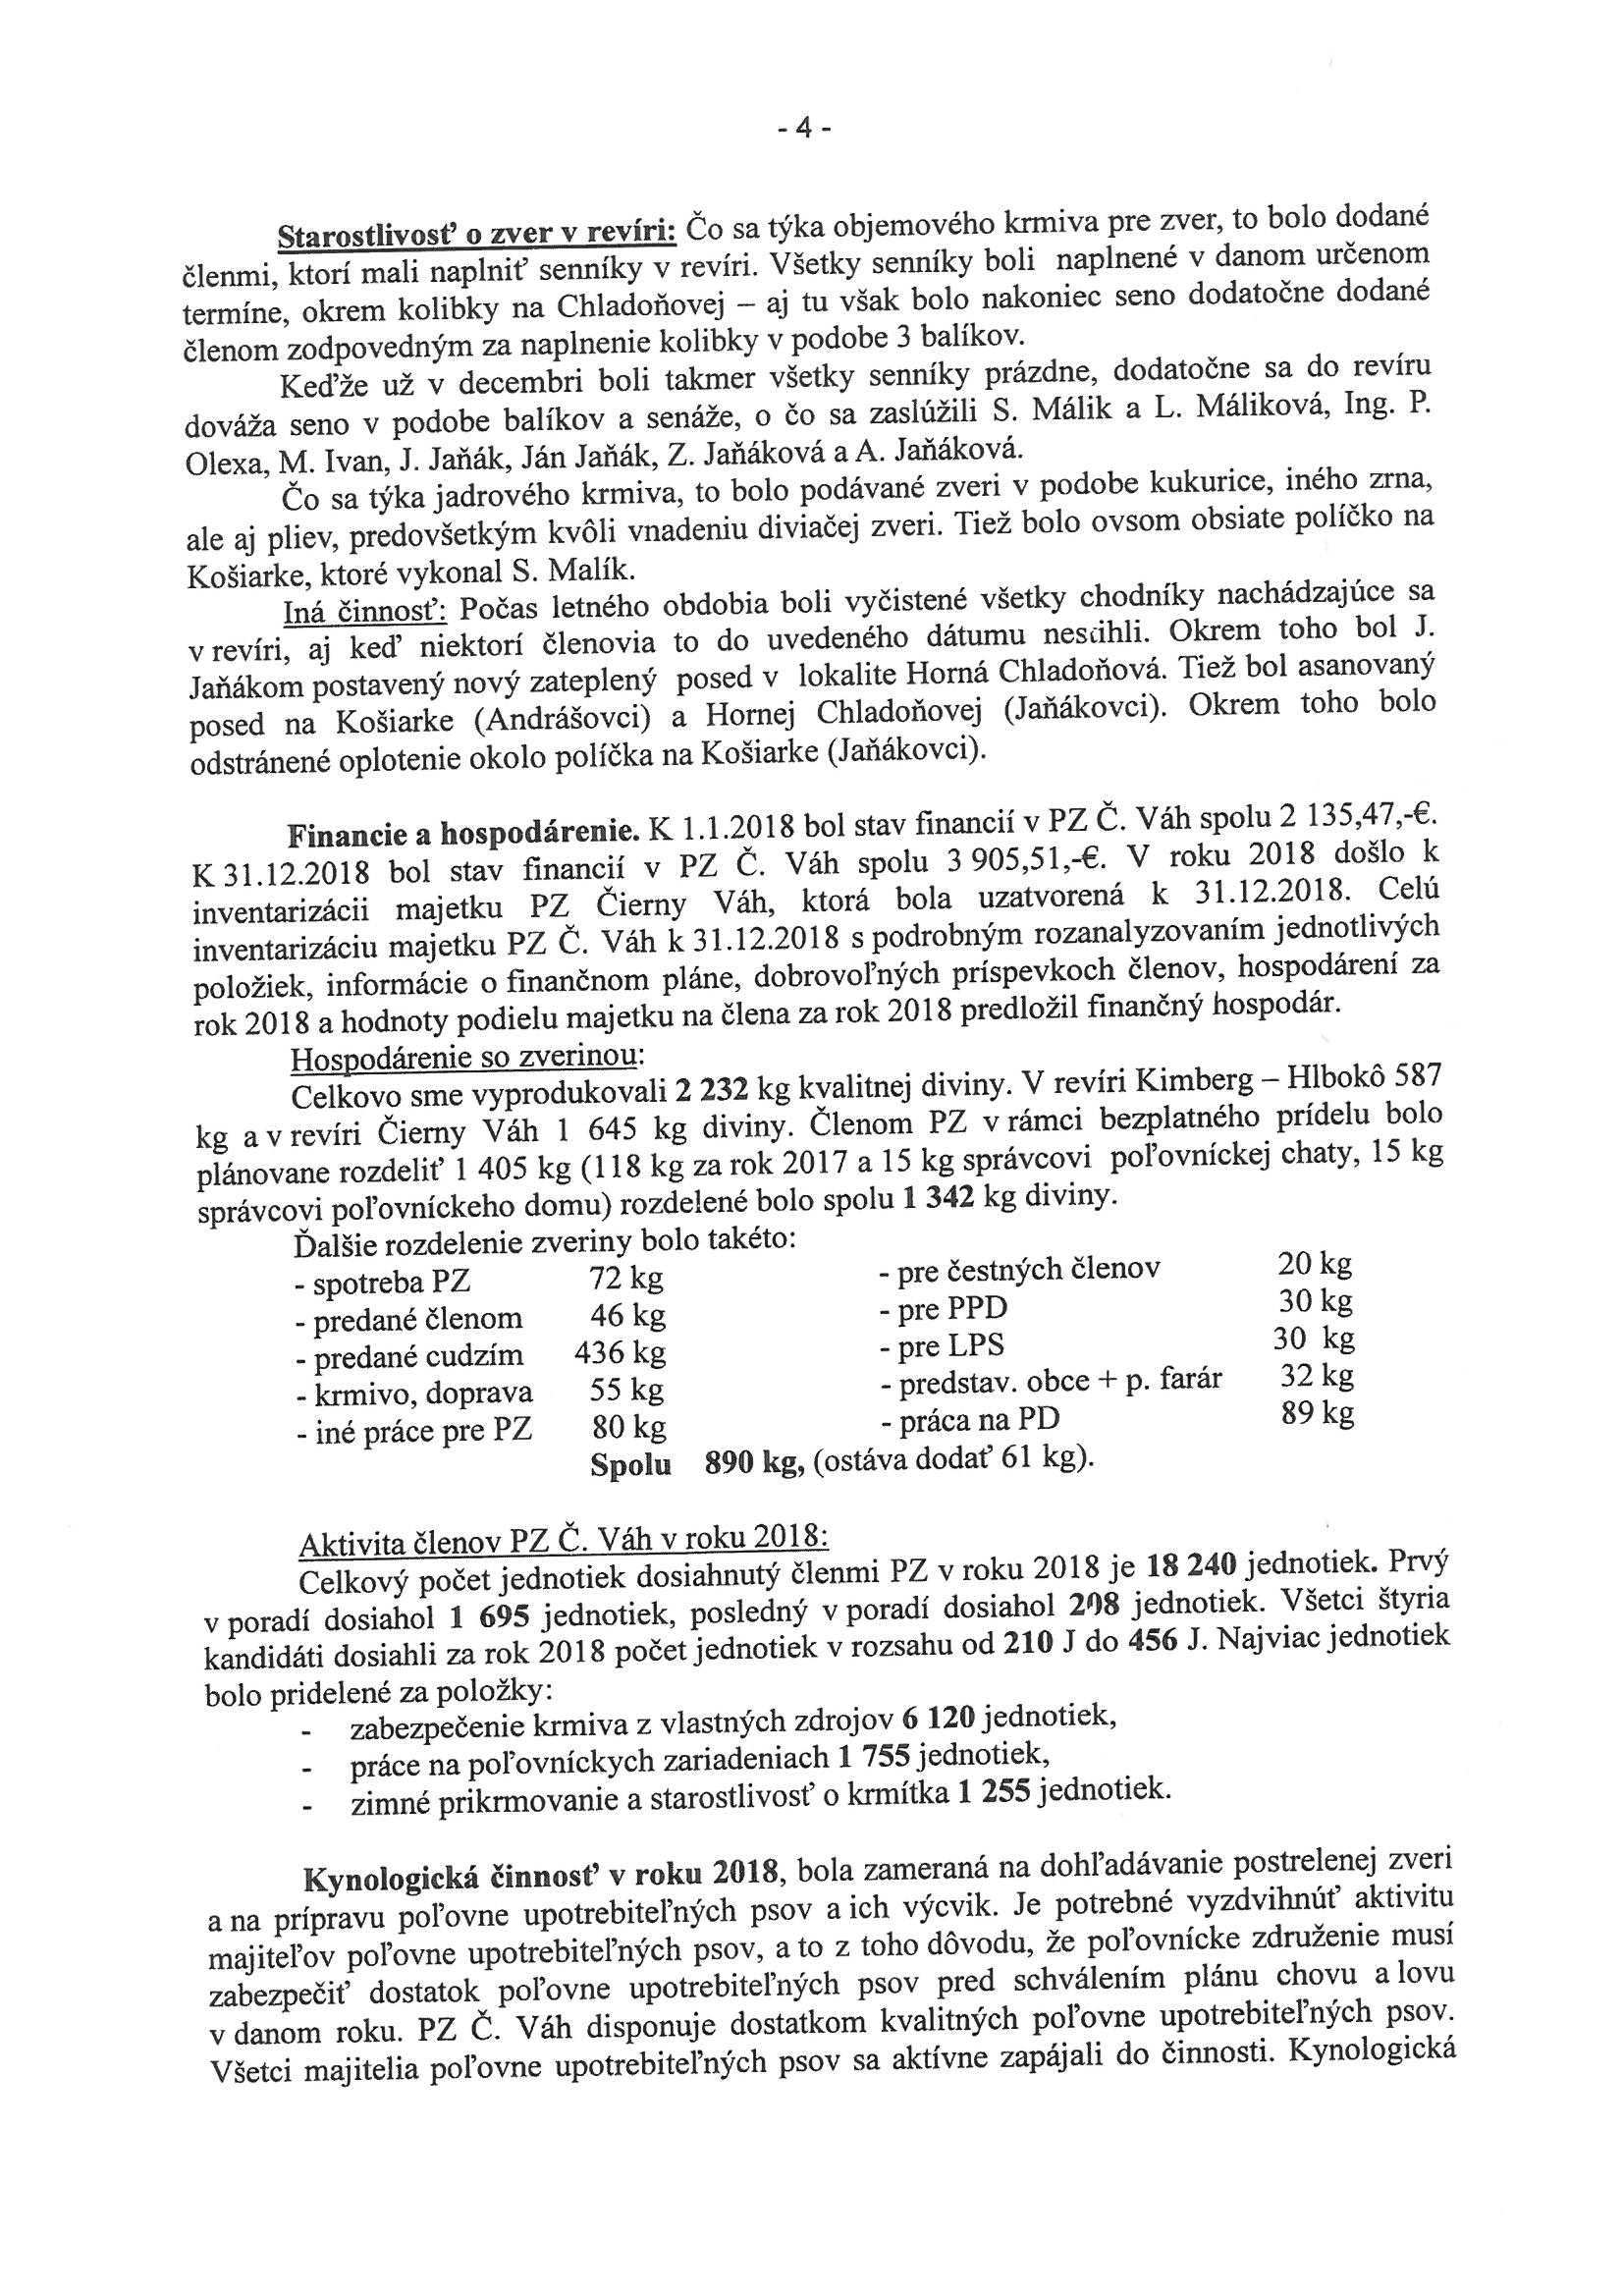 - 4 -
Starostlivosť o zver v revíri: Čo sa týka objemového krmiva pre zver, to bolo dodané
členmi, ktorí mali naplniť senníky v revíri. Všetky senníky boli naplnené v danom určenom
termíne, okrem kolibky na Chladoňovej – aj tu však bolo nakoniec seno dodatočne dodané
členom zodpovedným za naplnenie kolibky v podobe 3 balíkov.
Keďže už v decembri boli takmer všetky senníky prázdne, dodatočne sa do revíru
dováža seno v podobe balíkov a senáže, o čo sa zaslúžili S. Málik a L. Máliková, Ing. P.
Olexa, M. Ivan, J. Jaňák, Ján Jaňák, Z. Jaňáková a A. Jaňáková.
Čo sa týka jadrového krmiva, to bolo podávané zveri v podobe kukurice, iného zrna,
ale aj pliev, predovšetkým kvôli vnadeniu diviačej zveri. Tiež bolo ovsom obsiate políčko na
Košiarke, ktoré vykonal S. Malík.
Iná činnosť: Počas letného obdobia boli vyčistené všetky chodníky nachádzajúce sa
v revíri, aj keď niektorí členovia to do uvedeného dátumu nestihli. Okrem toho bol J.
Jaňákom postavený nový zateplený posed v lokalite Horná Chladoňová. Tiež bol asanovaný
posed na Košiarke (Andrášovci) a Hornej Chladoňovej (Jaňákovci). Okrem toho bolo
odstránené oplotenie okolo políčka na Košiarke (Jaňákovci).
Financie a hospodárenie. K 1.1.2018 bol stav financií v PZ Č. Váh spolu 2 135,47,-€.
K 31.12.2018 bol stav financií v PZ Č. Váh spolu 3 905,51,-€. V roku 2018 došlo k
inventarizácii majetku PZ Čierny Váh, ktorá bola uzatvorená k 31.12.2018. Celú
inventarizáciu majetku PZ Č. Váh k 31.12.2018 s podrobným rozanalyzovaním jednotlivých
položiek, informácie o finančnom pláne, dobrovoľných príspevkoch členov, hospodárení za
rok 2018 a hodnoty podielu majetku na člena za rok 2018 predložil finančný hospodár.
Hospodárenie so zverinou:
Celkovo sme vyprodukovali 2 232 kg kvalitnej diviny. V revíri Kimberg – Hlbokô 587
kg a v revíri Čierny Váh 1 645 kg diviny. Členom PZ v rámci bezplatného prídelu bolo
plánovane rozdeliť 1 405 kg (118 kg za rok 2017 a 15 kg správcovi poľovníckej chaty, 15 kg
správcovi poľovníckeho domu) rozdelené bolo spolu 1 342 kg diviny.
Ďalšie rozdelenie zveriny bolo takéto:
- spotreba PZ 72 kg - pre čestných členov 20 kg
- predané členom 46 kg - pre PPD 30 kg
- predané cudzím 436 kg - pre LPS 30 kg
- krmivo, doprava 55 kg - predstav. obce + p. farár 32 kg
- iné práce pre PZ 80 kg - práca na PD 89 kg
Spolu 890 kg, (ostáva dodať 61 kg).
Aktivita členov PZ Č. Váh v roku 2018:
Celkový počet jednotiek dosiahnutý členmi PZ v roku 2018 je 18 240 jednotiek. Prvý
v poradí dosiahol 1 695 jednotiek, posledný v poradí dosiahol 208 jednotiek. Všetci štyria
kandidáti dosiahli za rok 2018 počet jednotiek v rozsahu od 210 J do 456 J. Najviac jednotiek
bolo pridelené za položky:
- zabezpečenie krmiva z vlastných zdrojov 6 120 jednotiek,
- práce na poľovníckych zariadeniach 1 755 jednotiek,
- zimné prikrmovanie a starostlivosť o krmítka 1 255 jednotiek.
Kynologická činnosť v roku 2018, bola zameraná na dohľadávanie postrelenej zveri
a na prípravu poľovne upotrebiteľných psov a ich výcvik. Je potrebné vyzdvihnúť aktivitu
majiteľov poľovne upotrebiteľných psov, a to z toho dôvodu, že poľovnícke združenie musí
zabezpečiť dostatok poľovne upotrebiteľných psov pred schválením plánu chovu a lovu
v danom roku. PZ Č. Váh disponuje dostatkom kvalitných poľovne upotrebiteľných psov.
Všetci majitelia poľovne upotrebiteľných psov sa aktívne zapájali do činnosti. Kynologická